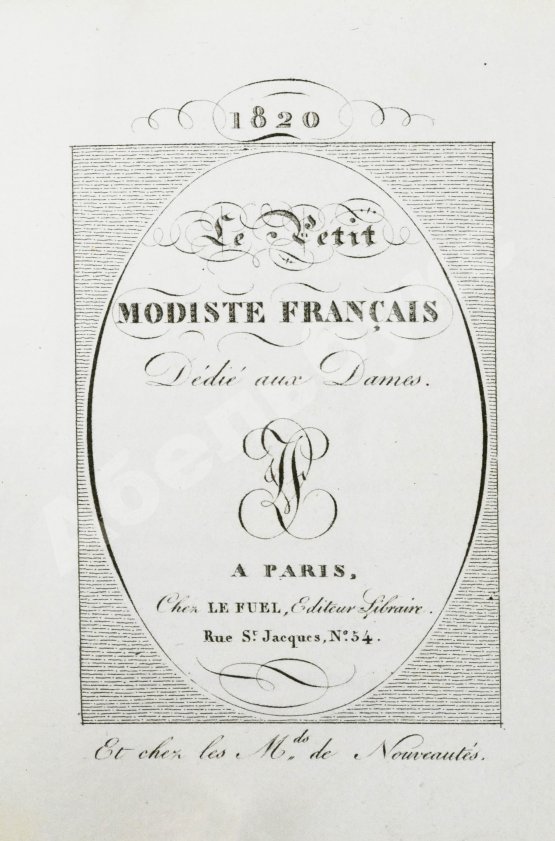 1820
Le Petit
MODISTE FRANÇAIS
Dédié aux Dames.
A PARIS,
Chez LE FUEL, Editeur Libraire.
Rue St. Jacques, No. 54.
Et chez les Mds de Nouveautés.